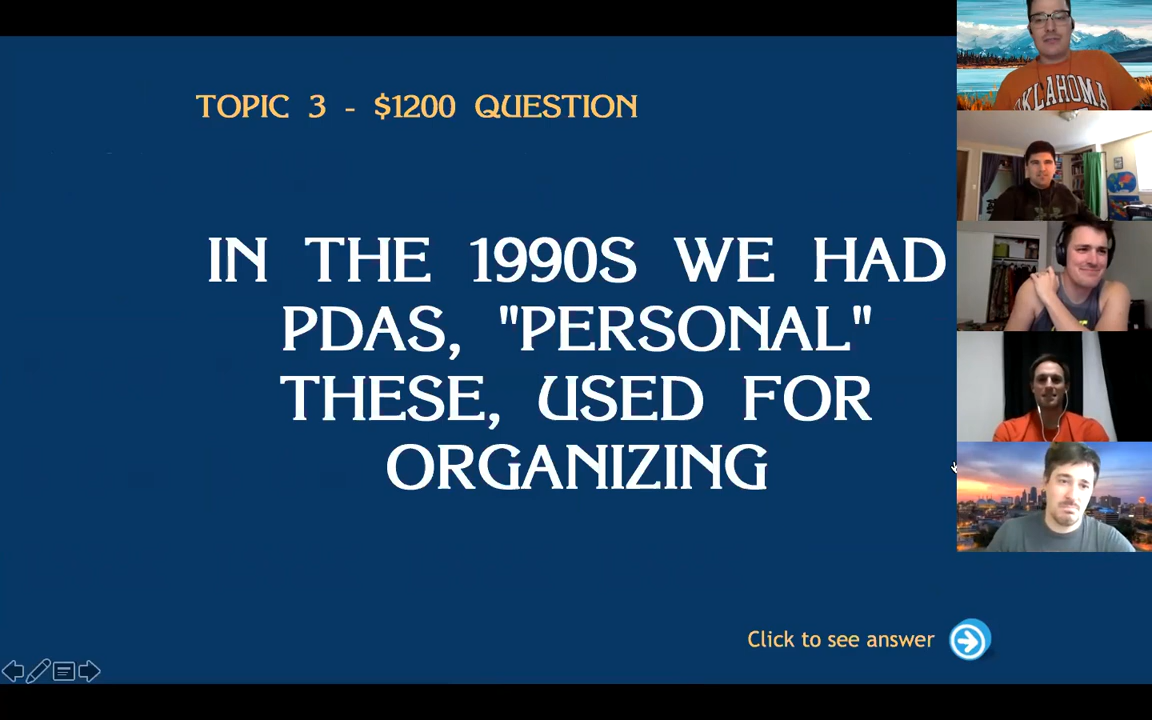 TOPIC 3 - $1200 QUESTION
IN THE 1990S WE HAD
PDAS, "PERSONAL"
THESE, USED FOR
ORGANIZING
Click to see answer
OKLAHOMA